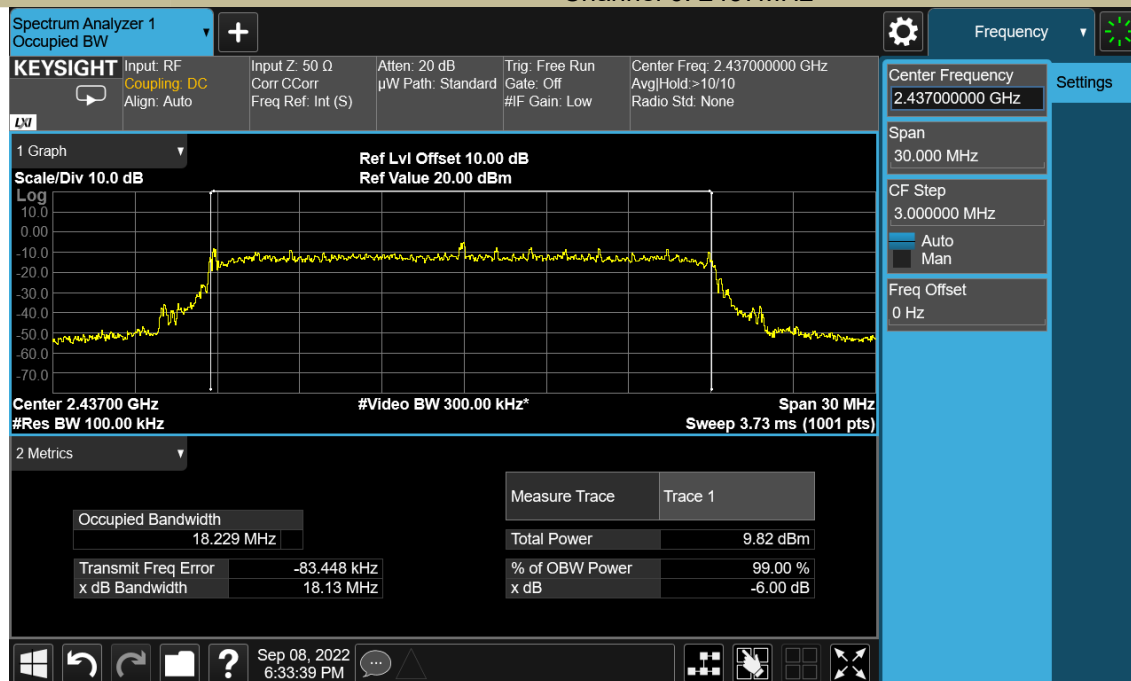 Channel 6: 2437MHz
Spectrum Analyzer 1
Occupied BW
+
Frequency
KEYSIGHT
LXI
Input: RF
Coupling: DC
Align: Auto
Input Z: 50 Ω
Corr CCorr
Freq Ref: Int (S)
Atten: 20 dB
µW Path: Standard
Trig: Free Run
Gate: Off
#IF Gain: Low
Center Freq: 2.437000000 GHz
Avg|Hold:>10/10
Radio Std: None
Center Frequency
2.437000000 GHz
Settings
Span
30.000 MHz
CF Step
3.000000 MHz
Auto
Man
Freq Offset
0 Hz
1 Graph
Scale/Div 10.0 dB
Ref Lvl Offset 10.00 dB
Ref Value 20.00 dBm
Log
10.0
0.00
-10.0
-20.0
-30.0
-40.0
-50.0
-60.0
-70.0
Center 2.43700 GHz
#Res BW 100.00 kHz
#Video BW 300.00 kHz*
Span 30 MHz
Sweep 3.73 ms (1001 pts)
2 Metrics
Measure Trace Trace 1
Occupied Bandwidth
18.229 MHz
Total Power 9.82 dBm
Transmit Freq Error -83.448 kHz
% of OBW Power 99.00 %
x dB Bandwidth 18.13 MHz
x dB -6.00 dB
?
Sep 08, 2022
6:33:39 PM